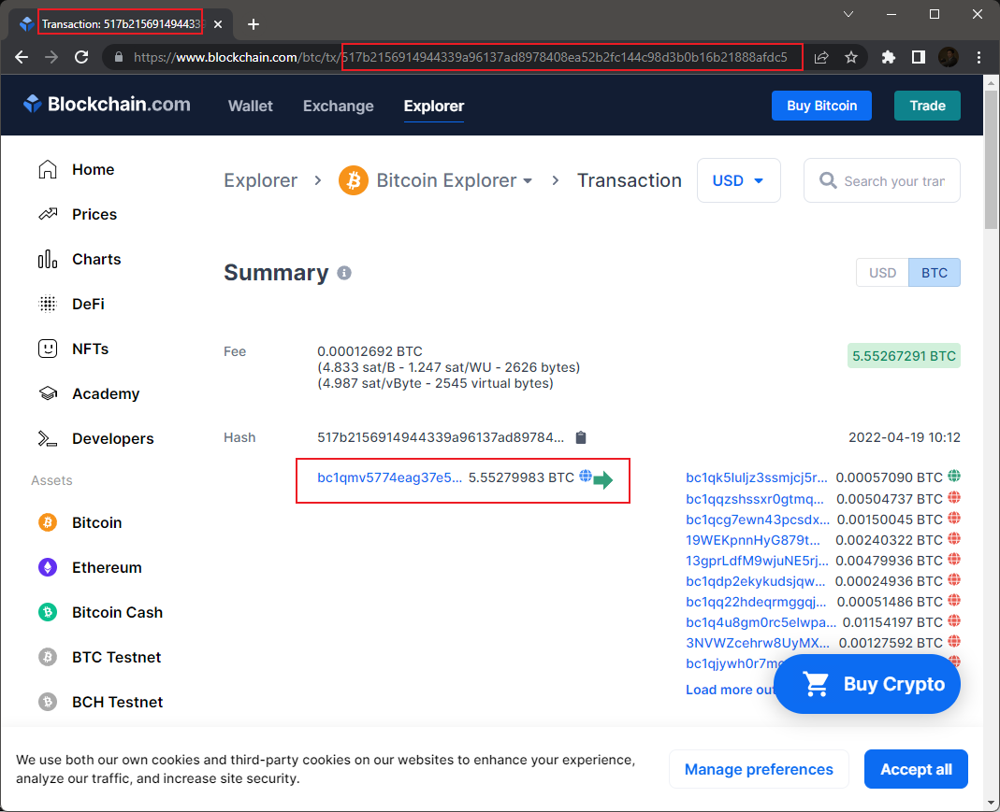 Transaction: 517b21569149443​39
https://www.blockchain.com/btc/tx/517b2156914944339a96137ad8978408ea52b2fc144c98d3b0b16b21888afdc5
Blockchain.com Wallet Exchange Explorer Buy Bitcoin Trade
Home
Prices
Charts
DeFi
NFTs
Academy
Developers
Assets
Bitcoin
Ethereum
Bitcoin Cash
BTC Testnet
BCH Testnet
Explorer > Bitcoin Explorer > Transaction USD Search your tran
Summary USD BTC
Fee 0.00012692 BTC 5.55267291 BTC
(4.833 sat/B - 1.247 sat/WU - 2626 bytes)
(4.987 sat/vByte - 2545 virtual bytes)
Hash 517b2156914944339a96137ad89784... 2022-04-19 10:12
bc1qmv5774eag37e5... 5.55279983 BTC
bc1qk5luljz3ssmjcj5r... 0.00057090 BTC
bc1qqzshssxr0gtmq... 0.00504737 BTC
bc1qcg7ewn43pcsdx... 0.00150045 BTC
19WEKpnnHyG879t... 0.00240322 BTC
13gprLdfM9wjuNE5rj... 0.00479936 BTC
bc1qdp2ekykudsjqw... 0.00024936 BTC
bc1qq22hdeqrmggqj... 0.00051486 BTC
bc1q4u8gm0rc5elwpa... 0.01154197 BTC
3NVWZcehrw8UyMX... 0.00127592 BTC
bc1qjywh0r7m
Load more ou
Buy Crypto
We use both our own cookies and third-party cookies on our websites to enhance your experience,
analyze our traffic, and increase site security.
Manage preferences Accept all